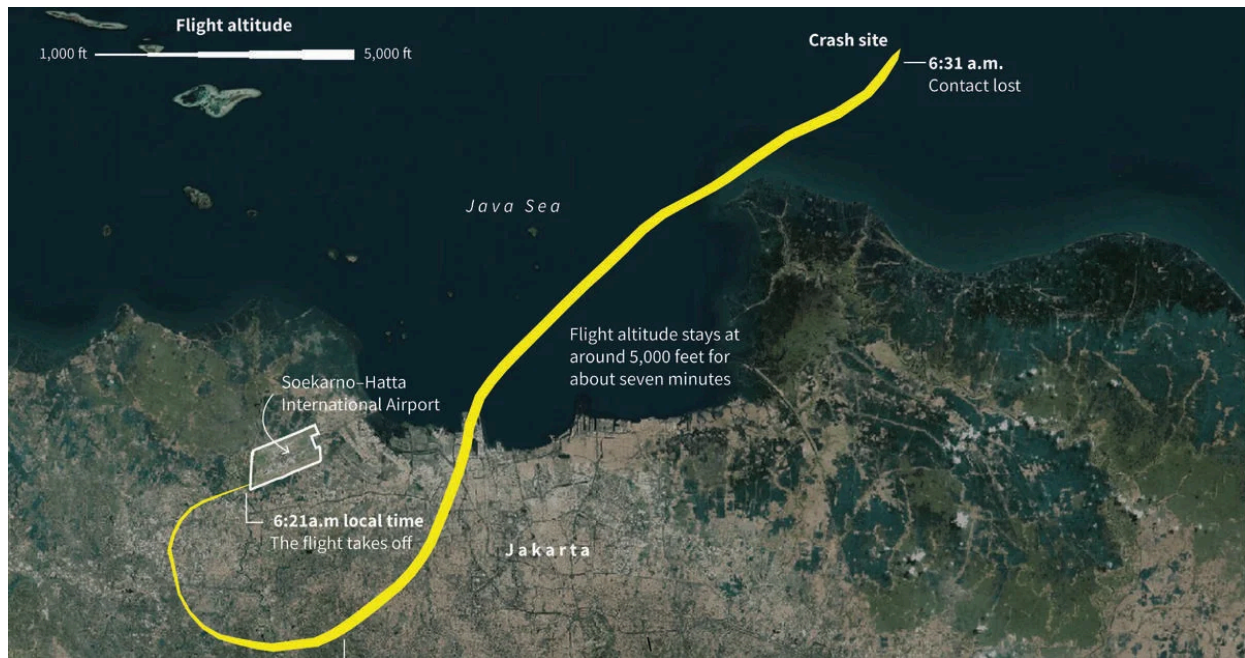 Flight altitude
1,000 ft
5,000 ft
Crash site
6:31 a.m.
Contact lost
Java Sea
Flight altitude stays at
around 5,000 feet for
about seven minutes
Soekarno–Hatta
International Airport
6:21a.m local time
The flight takes off
Jakarta